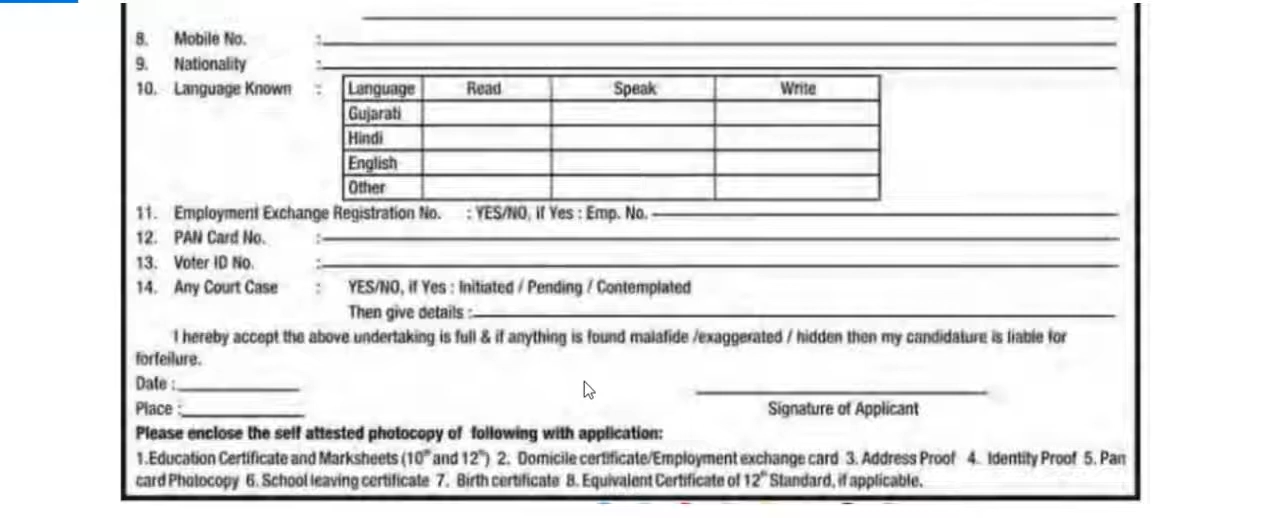 8. Mobile No. :
9. Nationality :
10. Language Known :
Language Read Speak Write
Gujarati
Hindi
English
Other
11. Employment Exchange Registration No. : YES/NO, if Yes : Emp. No.
12. PAN Card No. :
13. Voter ID No. :
14. Any Court Case : YES/NO, if Yes : Initiated / Pending / Contemplated
Then give details :
I hereby accept the above undertaking is full & if anything is found malafide /exaggerated / hidden then my candidature is liable for
forfeilure.
Date :
Place :
Signature of Applicant
Please enclose the self attested photocopy of following with application:
1.Education Certificate and Marksheets (10th and 12th) 2. Domicile certificate/Employment exchange card 3. Address Proof 4. Identity Proof 5. Pan
card Photocopy 6. School leaving certificate 7. Birth certificate 8. Equivalent Certificate of 12th Standard, if applicable.